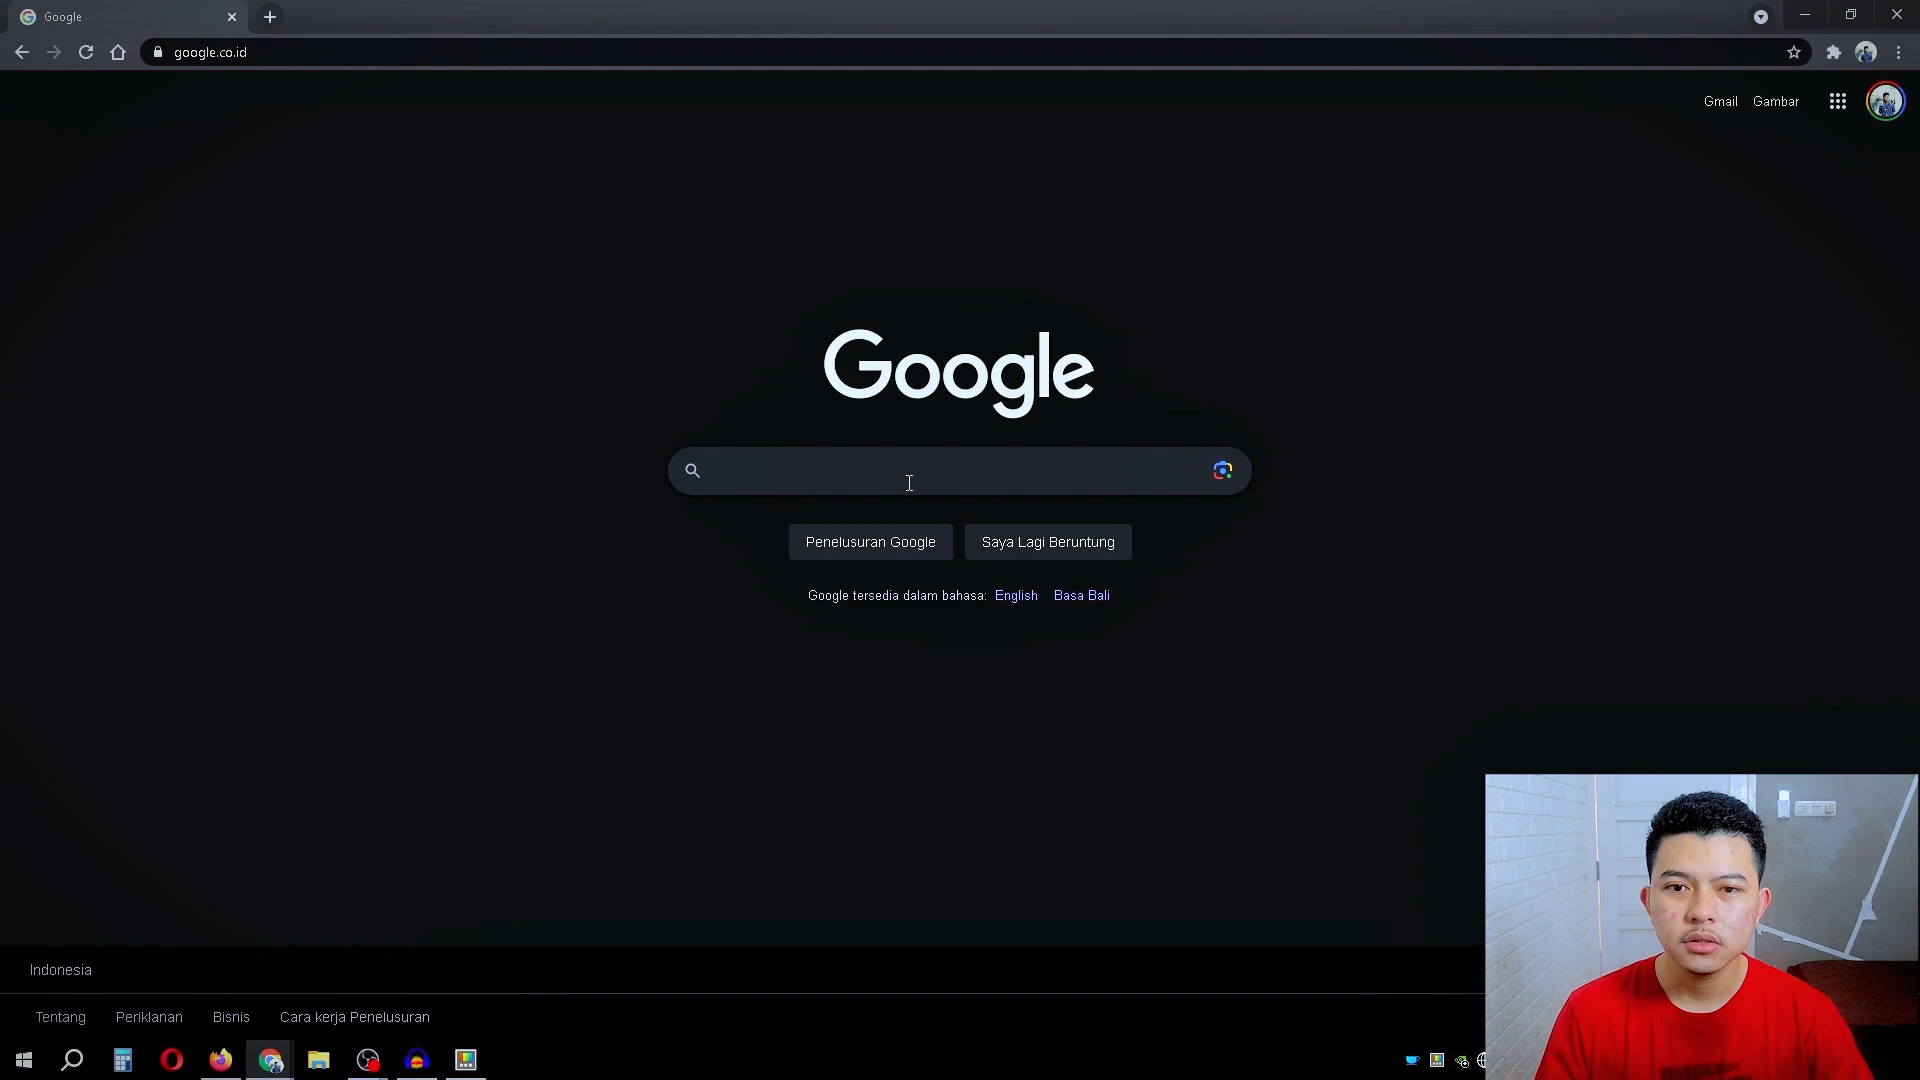 Google
google.co.id
Gmail Gambar
Google
Penelusuran Google Saya Lagi Beruntung
Google tersedia dalam bahasa: English Basa Bali
Indonesia
Tentang Periklanan Bisnis Cara kerja Penelusuran